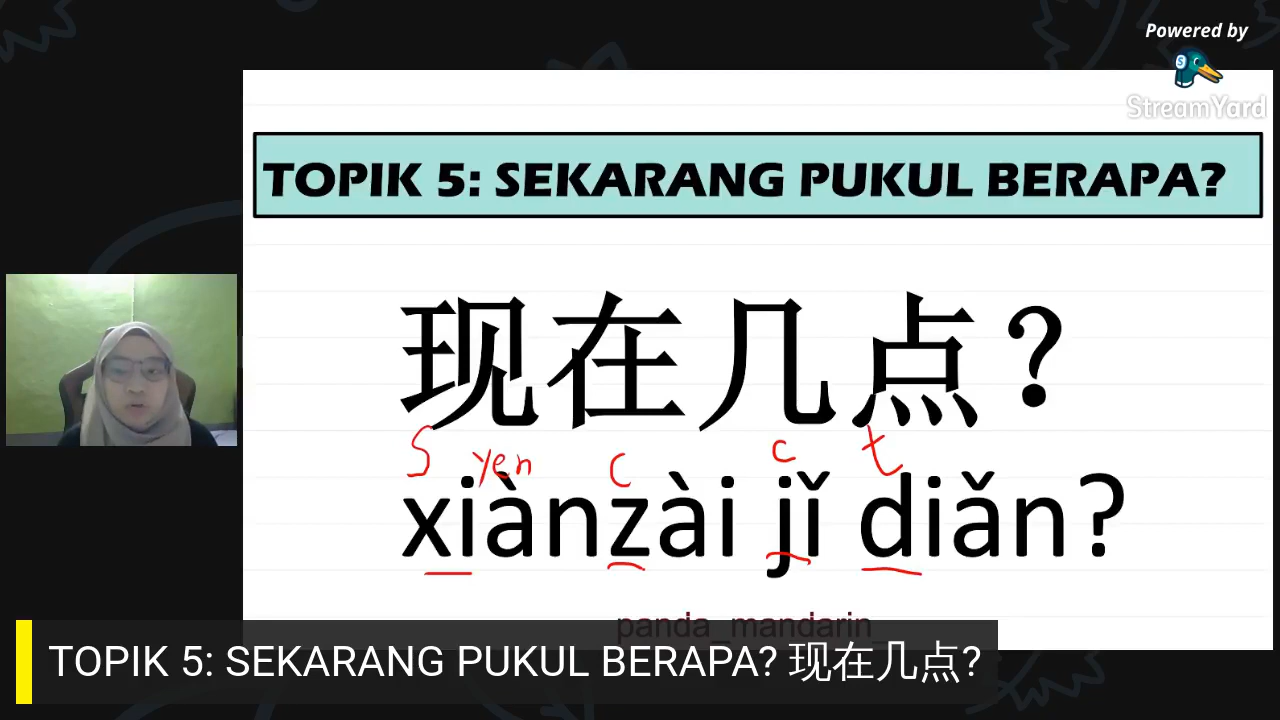 Powered by
StreamYard
TOPIK 5: SEKARANG PUKUL BERAPA?
现在几点?
S yen c c t
xiànzài jǐ diǎn?
panda_mandarin_
TOPIK 5: SEKARANG PUKUL BERAPA? 现在几点?